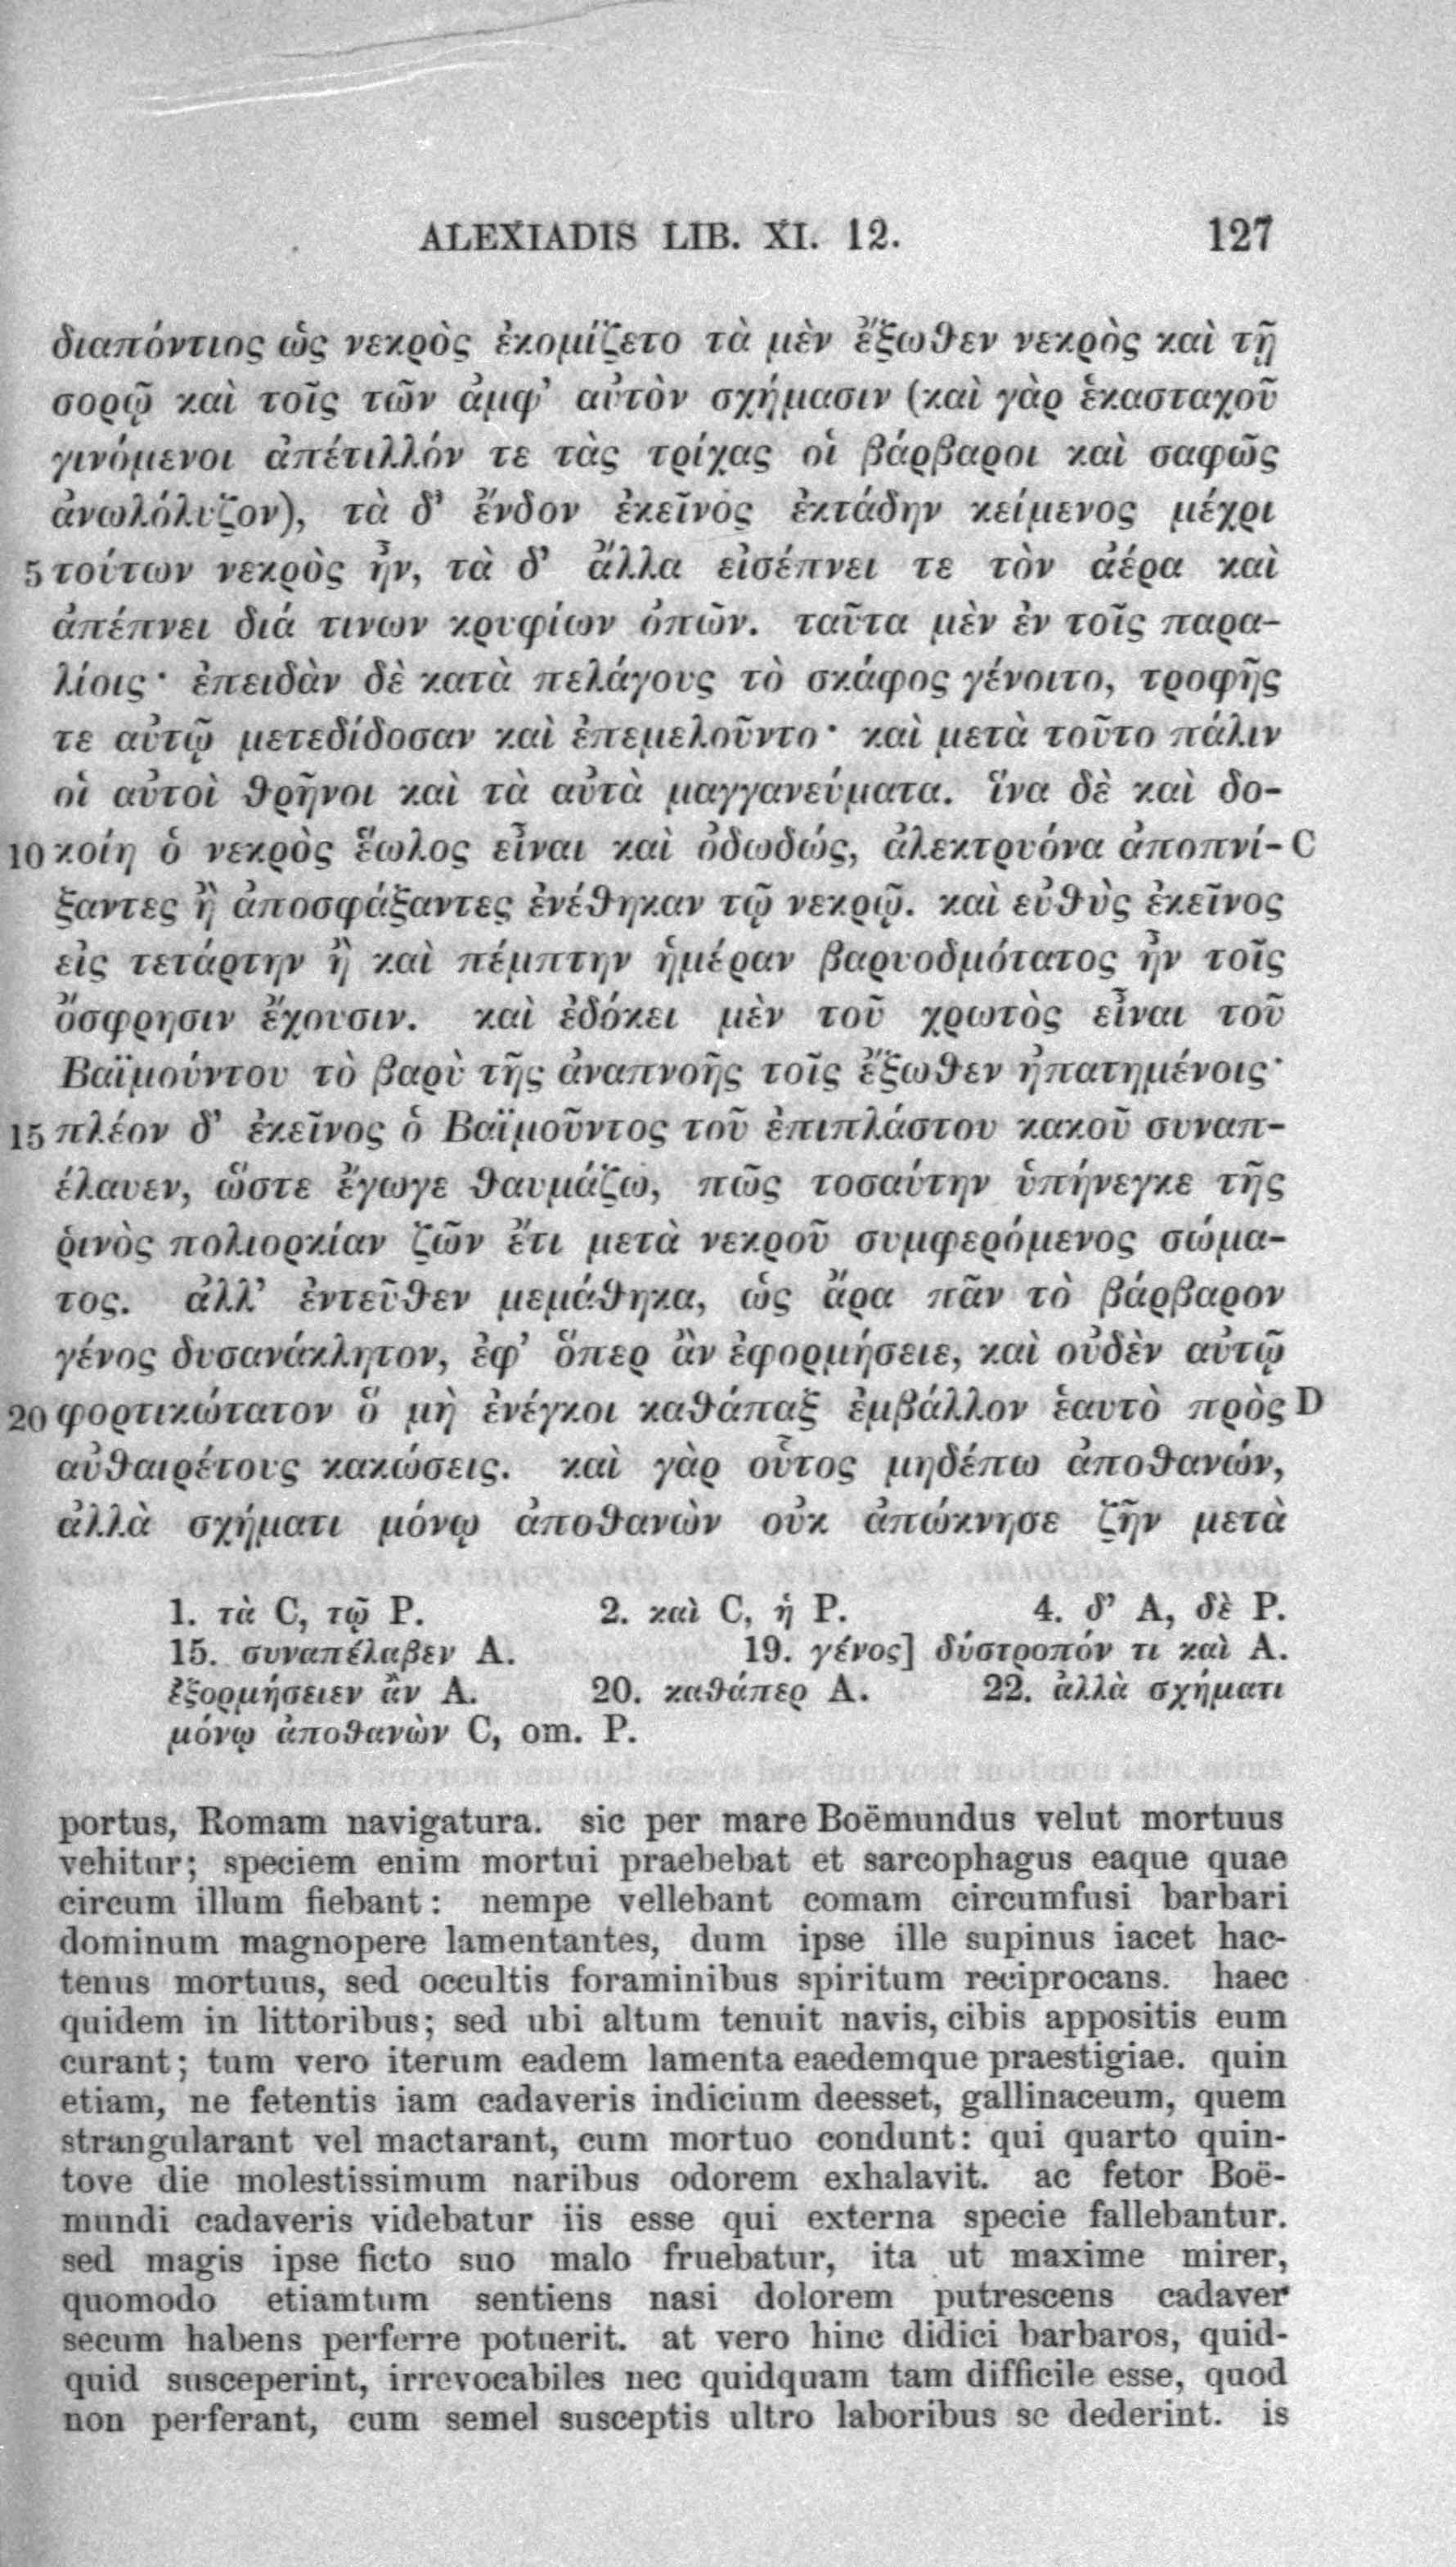 ALEXIADIS LIB. XI. 12. 127
διαπόντιος ὡς νεκρὸς ἐκομίζετο τὰ μὲν ἔξωθεν νεκρὸς καὶ τῇ
σορῷ καὶ τοῖς τῶν ἀμφ’ αὐτὸν σχήμασιν (καὶ γὰρ ἑκασταχοῦ
γινόμενοι ἀπέτιλλόν τε τὰς τρίχας οἱ βάρβαροι καὶ σαφῶς
ἀνωλόλυζον), τὰ δ’ ἔνδον ἐκεῖνος ἐκτάδην κείμενος μέχρι
5 τούτων νεκρὸς ἦν, τὰ δ’ ἄλλα εἰσέπνει τε τὸν ἀέρα καὶ
ἀπέπνει διά τινων κρυφίων ὀπῶν. ταῦτα μὲν ἐν τοῖς παρα-
λίοις· ἐπειδὰν δὲ κατὰ πελάγους τὸ σκάφος γένοιτο, τροφῆς
τε αὐτῷ μετεδίδοσαν καὶ ἐπεμελοῦντο· καὶ μετὰ τοῦτο πάλιν
οἱ αὐτοὶ θρῆνοι καὶ τὰ αὐτὰ μαγγανεύματα. ἵνα δὲ καὶ δο-
10 κοίη ὁ νεκρὸς ἕωλος εἶναι καὶ ὀδωδώς, ἀλεκτρυόνα ἀποπνί- C
ξαντες ἢ ἀποσφάξαντες ἐνέθηκαν τῷ νεκρῷ. καὶ εὐθὺς ἐκεῖνος
εἰς τετάρτην ἢ καὶ πέμπτην ἡμέραν βαρυοδμότατος ἦν τοῖς
ὄσφρησιν ἔχουσιν. καὶ ἐδόκει μὲν τοῦ χρωτὸς εἶναι τοῦ
Βαϊμούντου τὸ βαρὺ τῆς ἀναπνοῆς τοῖς ἔξωθεν ἠπατημένοις·
15 πλέον δ’ ἐκεῖνος ὁ Βαϊμοῦντος τοῦ ἐπιπλάστου κακοῦ συναπ-
έλαυεν, ὥστε ἔγωγε θαυμάζω, πῶς τοσαύτην ὑπήνεγκε τῆς
ῥινὸς πολιορκίαν ζῶν ἔτι μετὰ νεκροῦ συμφερόμενος σώμα-
τος. ἀλλ’ ἐντεῦθεν μεμάθηκα, ὡς ἄρα πᾶν τὸ βάρβαρον
γένος δυσανάκλητον, ἐφ’ ὅπερ ἂν ἐφορμήσειε, καὶ οὐδὲν αὐτῷ
20 φορτικώτατον ὅ μὴ ἐνέγκοι καθάπαξ ἐμβάλλον ἑαυτὸ πρὸς D
αὐθαιρέτους κακώσεις. καὶ γὰρ οὗτος μηδέπω ἀποθανών,
ἀλλὰ σχήματι μόνῳ ἀποθανὼν οὐκ ἀπώκνησε ζῆν μετὰ
1. τὰ C, τῷ P. 2. καὶ C, ἡ P. 4. δ’ A, δὲ P.
15. συναπέλαβεν A. 19. γένος] δύστροπόν τι καὶ A.
ἐξορμήσειεν ἂν A. 20. καθάπερ A. 22. ἀλλὰ σχήματι
μόνῳ ἀποθανὼν C, om. P.
portus, Romam navigatura. sic per mare Boëmundus velut mortuus
vehitur; speciem enim mortui praebebat et sarcophagus eaque quae
circum illum fiebant: nempe vellebant comam circumfusi barbari
dominum magnopere lamentantes, dum ipse ille supinus iacet hac-
tenus mortuus, sed occultis foraminibus spiritum reciprocans. haec
quidem in littoribus; sed ubi altum tenuit navis, cibis appositis eum
curant; tum vero iterum eadem lamenta eaedemque praestigiae. quin
etiam, ne fetentis iam cadaveris indicium deesset, gallinaceum, quem
strangularant vel mactarant, cum mortuo condunt: qui quarto quin-
tove die molestissimum naribus odorem exhalavit. ac fetor Boë-
mundi cadaveris videbatur iis esse qui externa specie fallebantur.
sed magis ipse ficto suo malo fruebatur, ita ut maxime mirer,
quomodo etiamtum sentiens nasi dolorem putrescens cadaver
secum habens perferre potuerit. at vero hinc didici barbaros, quid-
quid susceperint, irrevocabiles nec quidquam tam difficile esse, quod
non perferant, cum semel susceptis ultro laboribus se dederint. is